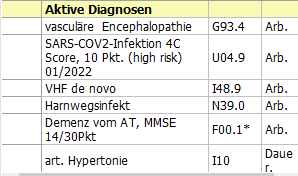 Aktive Diagnosen
vasculäre Encephalopathie G93.4 Arb.
SARS-COV2-Infektion 4C
Score, 10 Pkt. (high risk) U04.9 Arb.
01/2022
VHF de novo I48.9 Arb.
Harnwegsinfekt N39.0 Arb.
Demenz vom AT, MMSE F00.1* Arb.
14/30Pkt
art. Hypertonie I10 Daue
r.